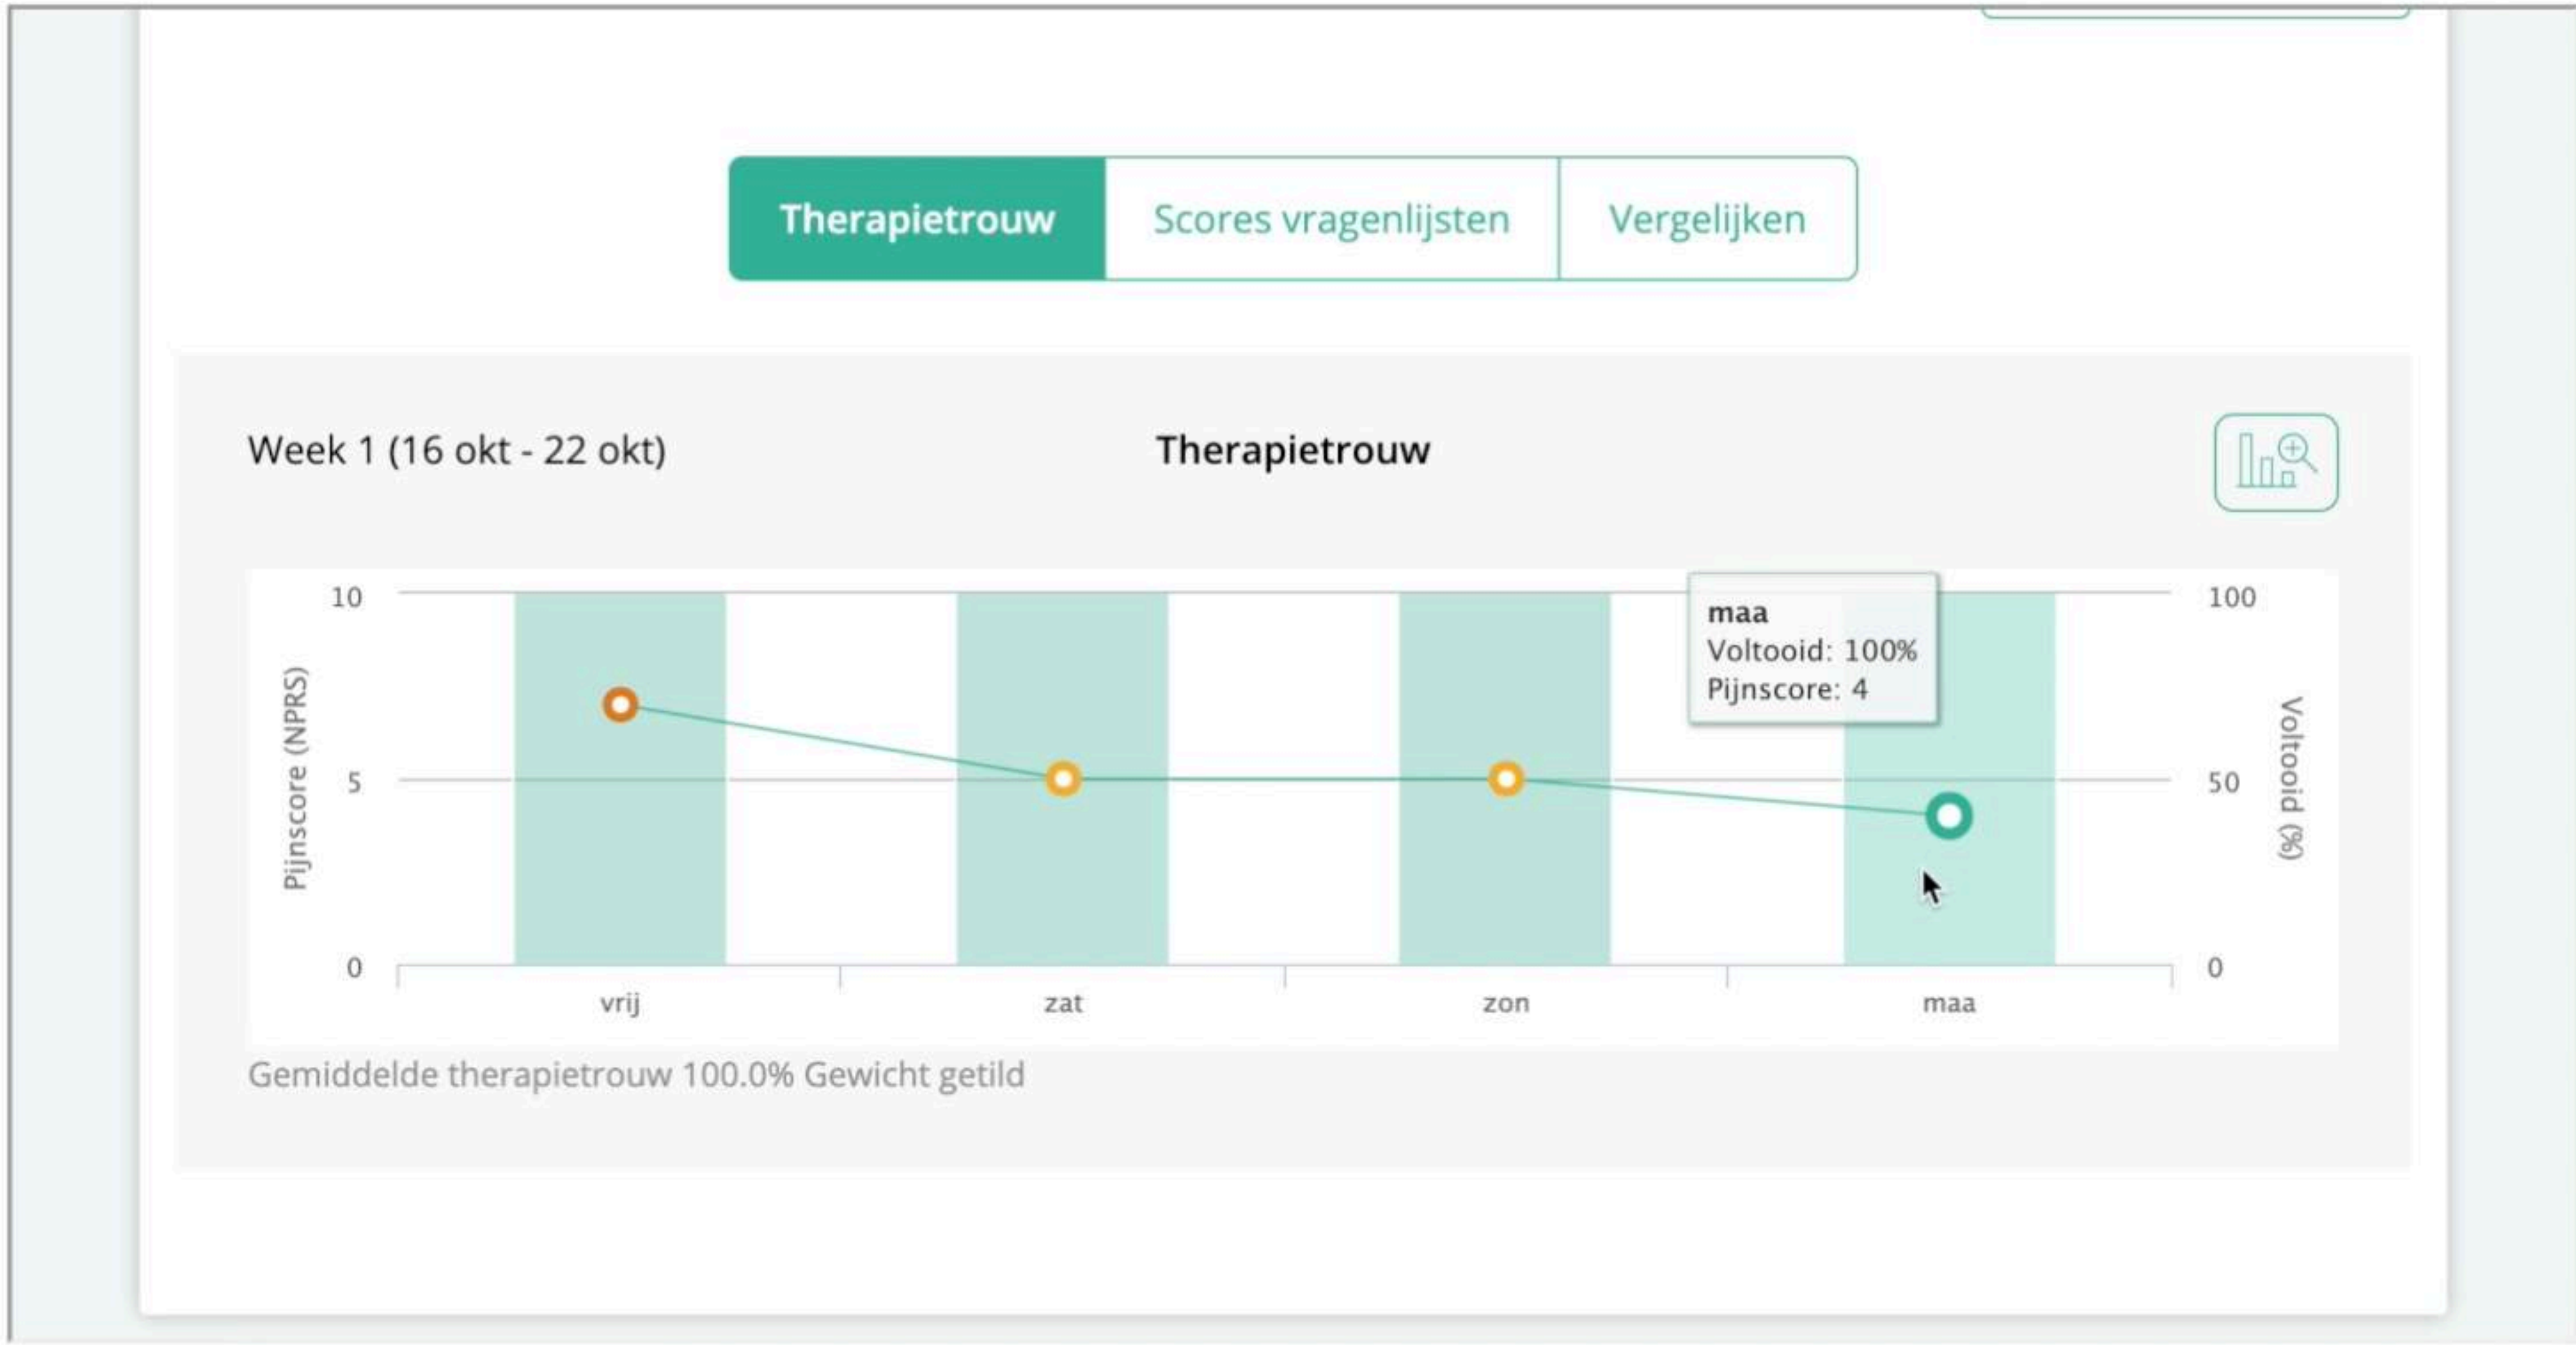 Therapietrouw Scores vragenlijsten Vergelijken
Week 1 (16 okt - 22 okt) Therapietrouw
10
5
0
Pijnscore (NPRS)
maa
Voltooid: 100%
Pijnscore: 4
100
50
0
Voltooid (%)
vrij zat zon maa
Gemiddelde therapietrouw 100.0% Gewicht getild